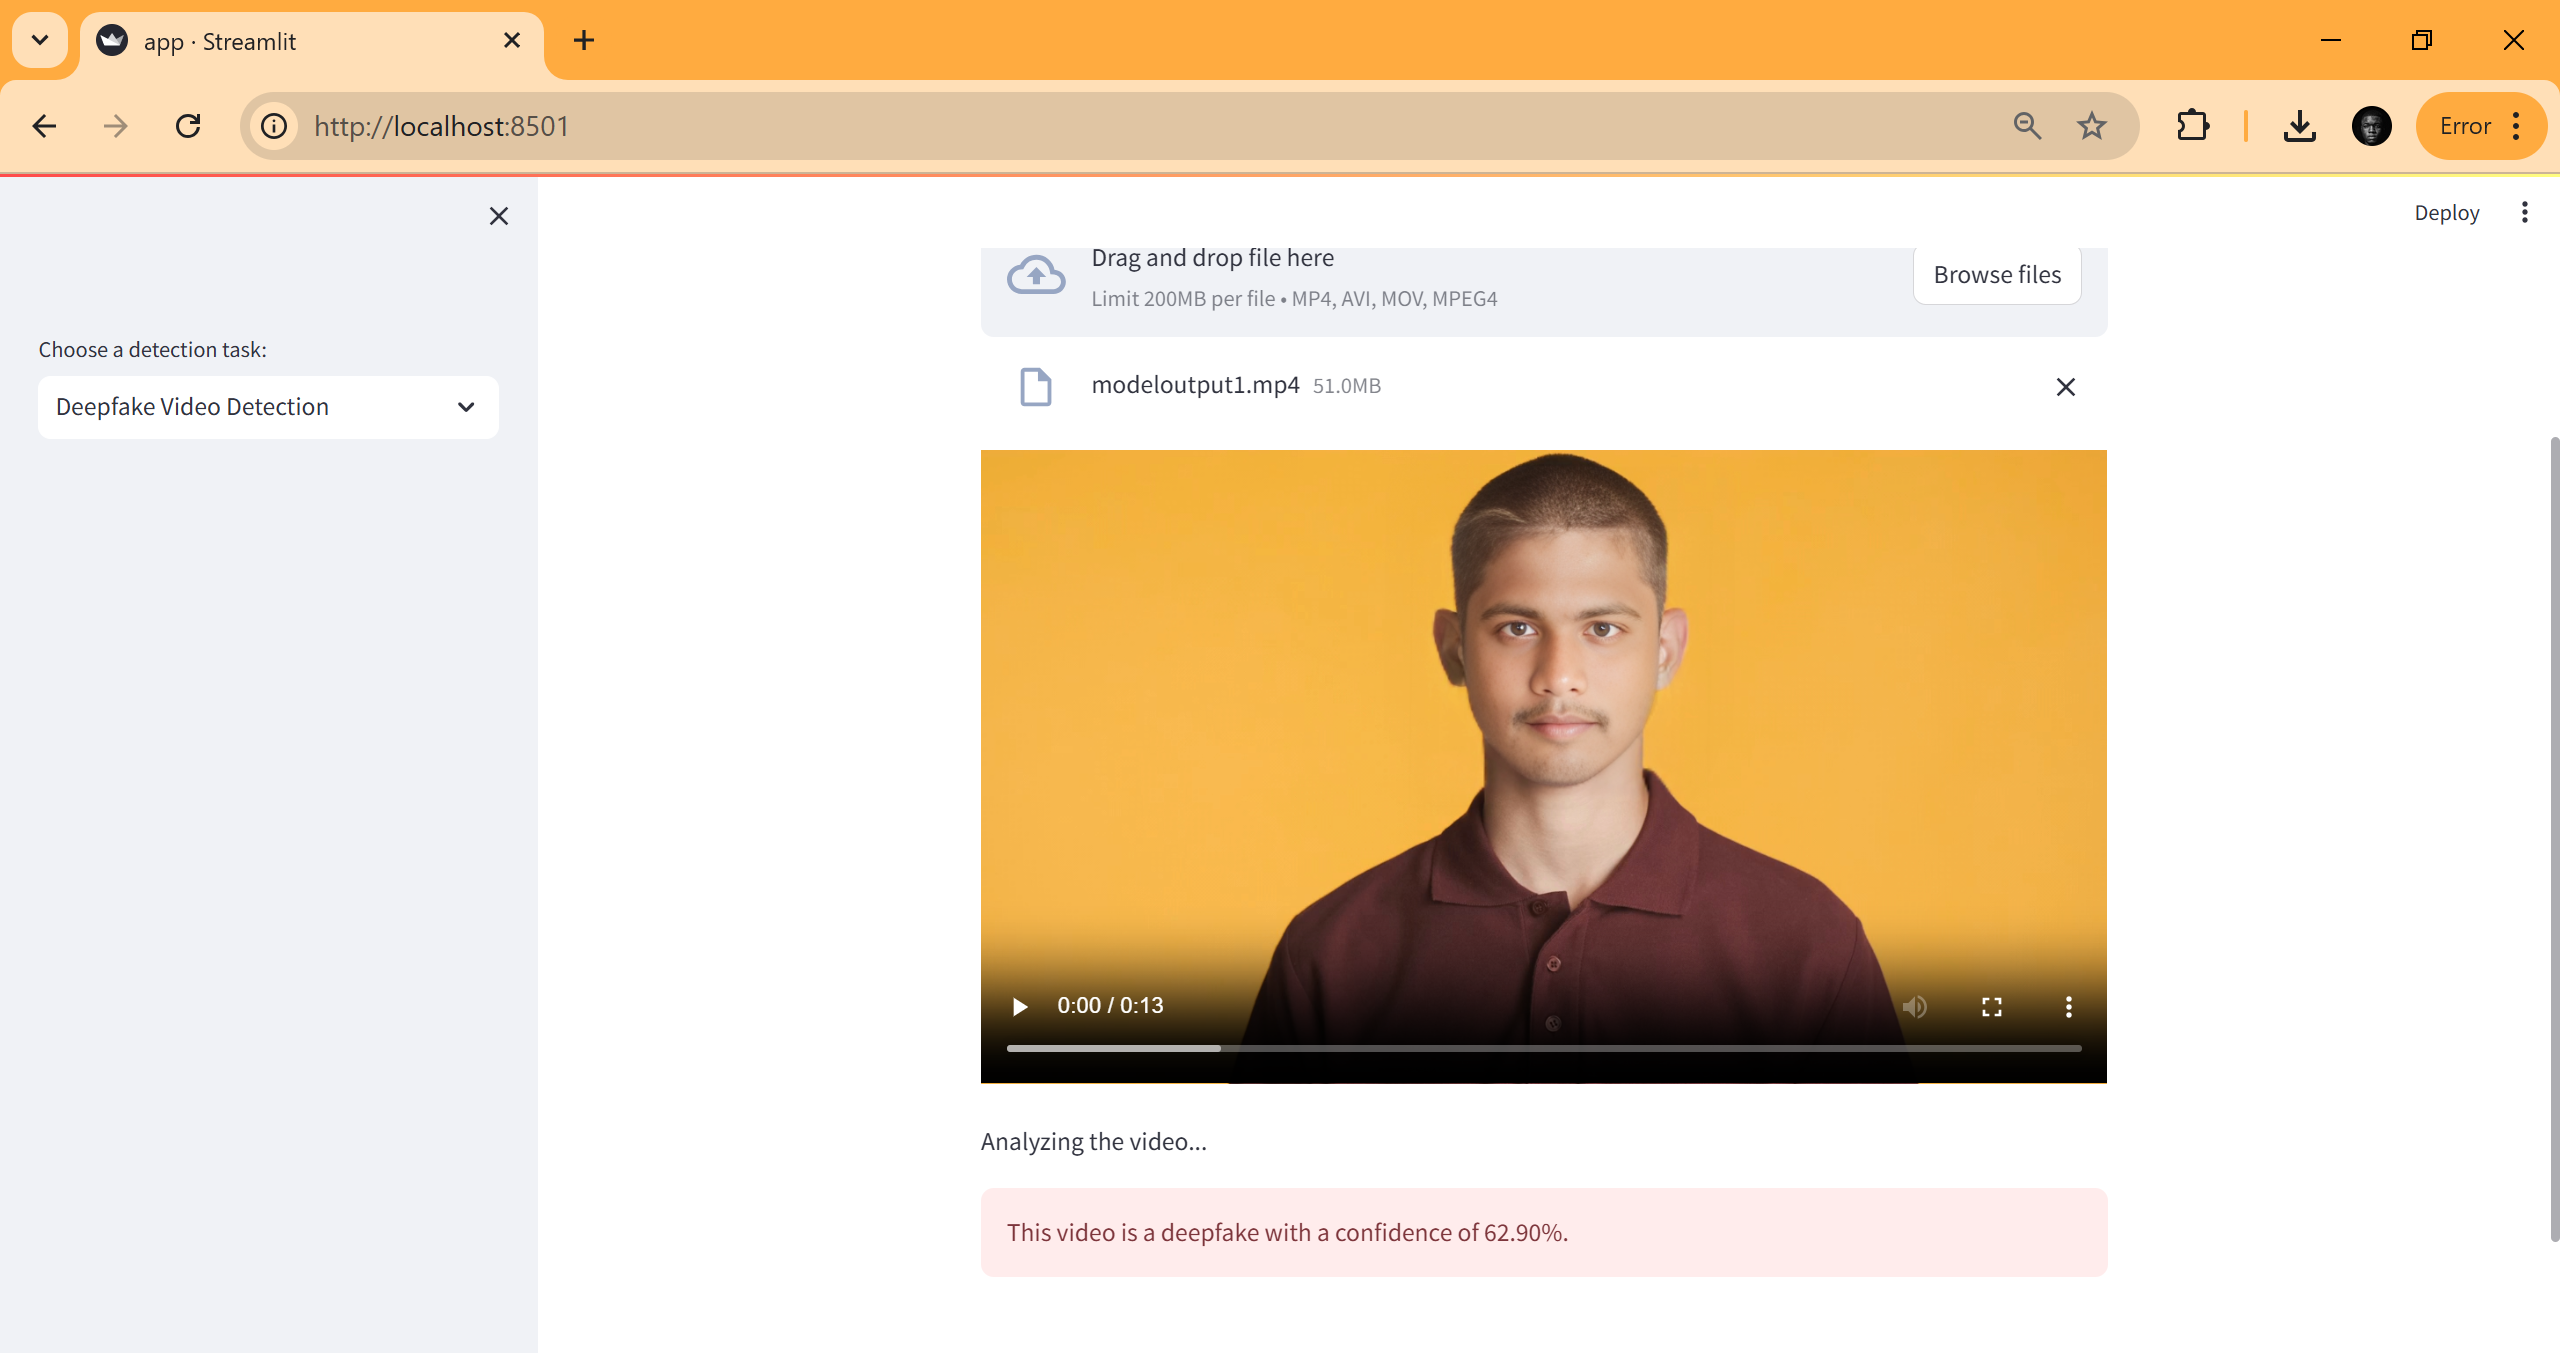 app · Streamlit
http://localhost:8501
Error
Deploy
Choose a detection task:
Deepfake Video Detection
Drag and drop file here
Limit 200MB per file • MP4, AVI, MOV, MPEG4
Browse files
modeloutput1.mp4 51.0MB
0:00 / 0:13
Analyzing the video...
This video is a deepfake with a confidence of 62.90%.